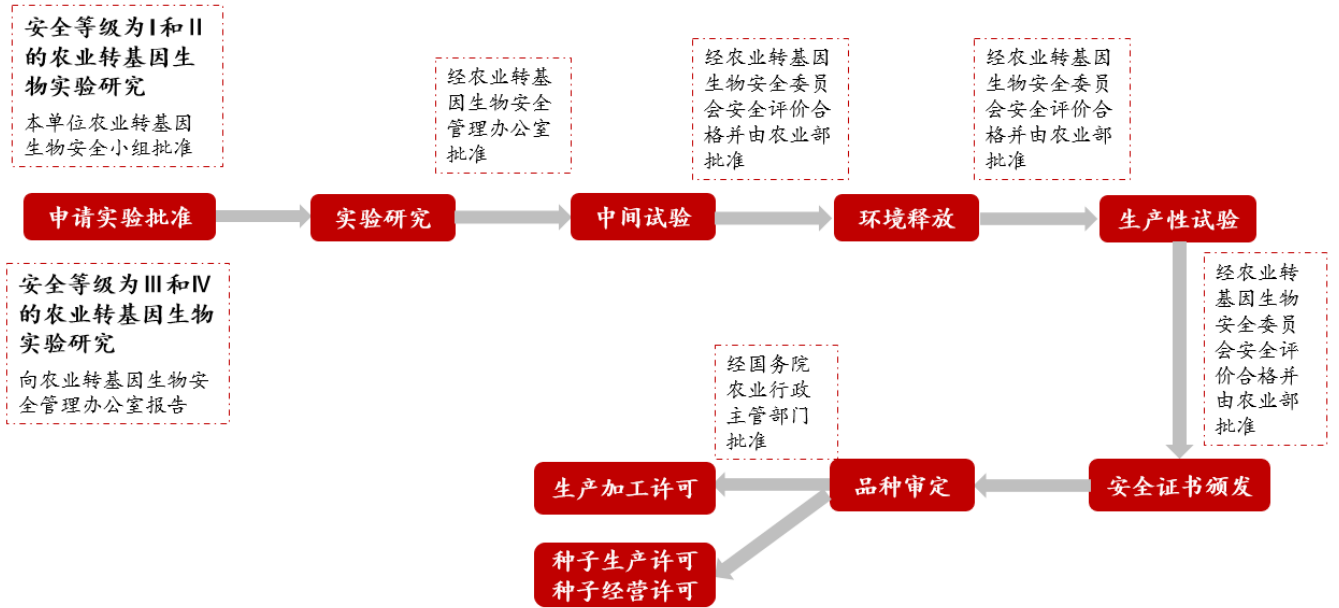 安全等级为Ⅰ和Ⅱ
的农业转基因生
物实验研究
本单位农业转基因
生物安全小组批准
经农业转基
因生物安全
管理办公室
批准
经农业转基因
生物安全委员
会安全评价合
格并由农业部
批准
经农业转基因
生物安全委员
会安全评价合
格并由农业部
批准
申请实验批准
实验研究
中间试验
环境释放
生产性试验
安全等级为Ⅲ和Ⅳ
的农业转基因生物
实验研究
向农业转基因生物安
全管理办公室报告
经农业转
基因生物
安全委员
会安全评
价合格并
由农业部
批准
经国务院
农业行政
主管部门
批准
生产加工许可
品种审定
安全证书颁发
种子生产许可
种子经营许可